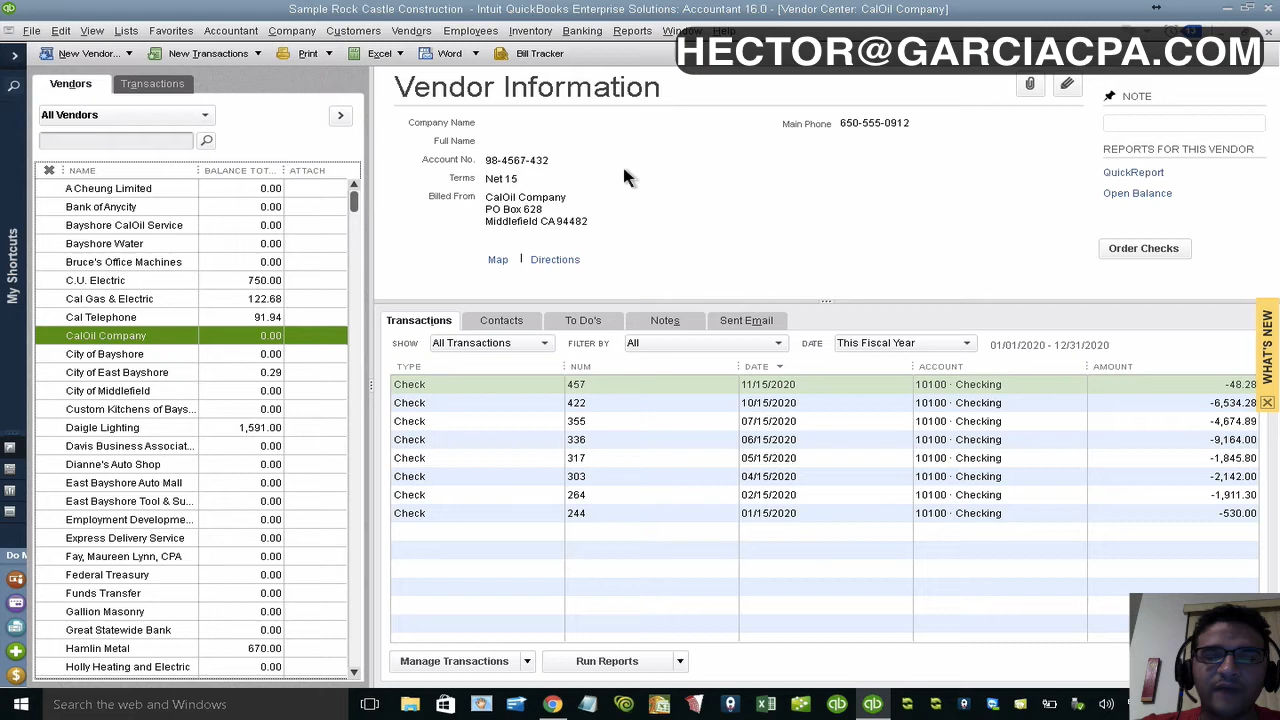 Sample Rock Castle Construction - Intuit QuickBooks Enterprise Solutions: Accountant 16.0 - [Vendor Center: CalOil Company]
File Edit View Lists Favorites Accountant Company Customers Vendors Employees Inventory Banking Reports Window Help
HECTOR@GARCIACPA.COM
New Vendor... New Transactions Print Excel Word Bill Tracker
Vendors Transactions
All Vendors
NAME BALANCE TOT... ATTACH
A Cheung Limited 0.00
Bank of Anycity 0.00
Bayshore CalOil Service 0.00
Bayshore Water 0.00
Bruce's Office Machines 0.00
C.U. Electric 750.00
Cal Gas & Electric 122.68
Cal Telephone 91.94
CalOil Company 0.00
City of Bayshore 0.00
City of East Bayshore 0.29
City of Middlefield 0.00
Custom Kitchens of Bays... 0.00
Daigle Lighting 1,591.00
Davis Business Associat... 0.00
Dianne's Auto Shop 0.00
East Bayshore Auto Mall 0.00
East Bayshore Tool & Su... 0.00
Employment Developme... 0.00
Express Delivery Service 0.00
Fay, Maureen Lynn, CPA 0.00
Federal Treasury 0.00
Funds Transfer 0.00
Gallion Masonry 0.00
Great Statewide Bank 0.00
Hamlin Metal 670.00
Holly Heating and Electric 0.00
My Shortcuts
Do M
Vendor Information
Company Name
Full Name
Account No. 98-4567-432
Terms Net 15
Billed From CalOil Company
PO Box 628
Middlefield CA 94482
Map | Directions
Main Phone 650-555-0912
NOTE
REPORTS FOR THIS VENDOR
QuickReport
Open Balance
Order Checks
Transactions Contacts To Do's Notes Sent Email
SHOW All Transactions FILTER BY All DATE This Fiscal Year 01/01/2020 - 12/31/2020
TYPE NUM DATE ACCOUNT AMOUNT
Check 457 11/15/2020 10100 · Checking -48.28
Check 422 10/15/2020 10100 · Checking -6,534.28
Check 355 07/15/2020 10100 · Checking -4,674.89
Check 336 06/15/2020 10100 · Checking -9,164.00
Check 317 05/15/2020 10100 · Checking -1,845.80
Check 303 04/15/2020 10100 · Checking -2,142.00
Check 264 02/15/2020 10100 · Checking -1,911.30
Check 244 01/15/2020 10100 · Checking -530.00
WHAT'S NEW
Manage Transactions Run Reports
Search the web and Windows